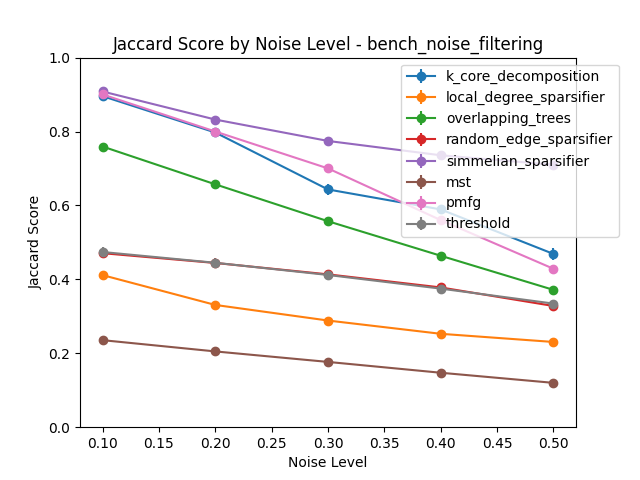 Jaccard Score by Noise Level - bench_noise_filtering
1.0
0.8
0.6
0.4
0.2
0.0
Jaccard Score
k_core_decomposition
local_degree_sparsifier
overlapping_trees
random_edge_sparsifier
simmelian_sparsifier
mst
pmfg
threshold
0.10
0.15
0.20
0.25
0.30
0.35
0.40
0.45
0.50
Noise Level